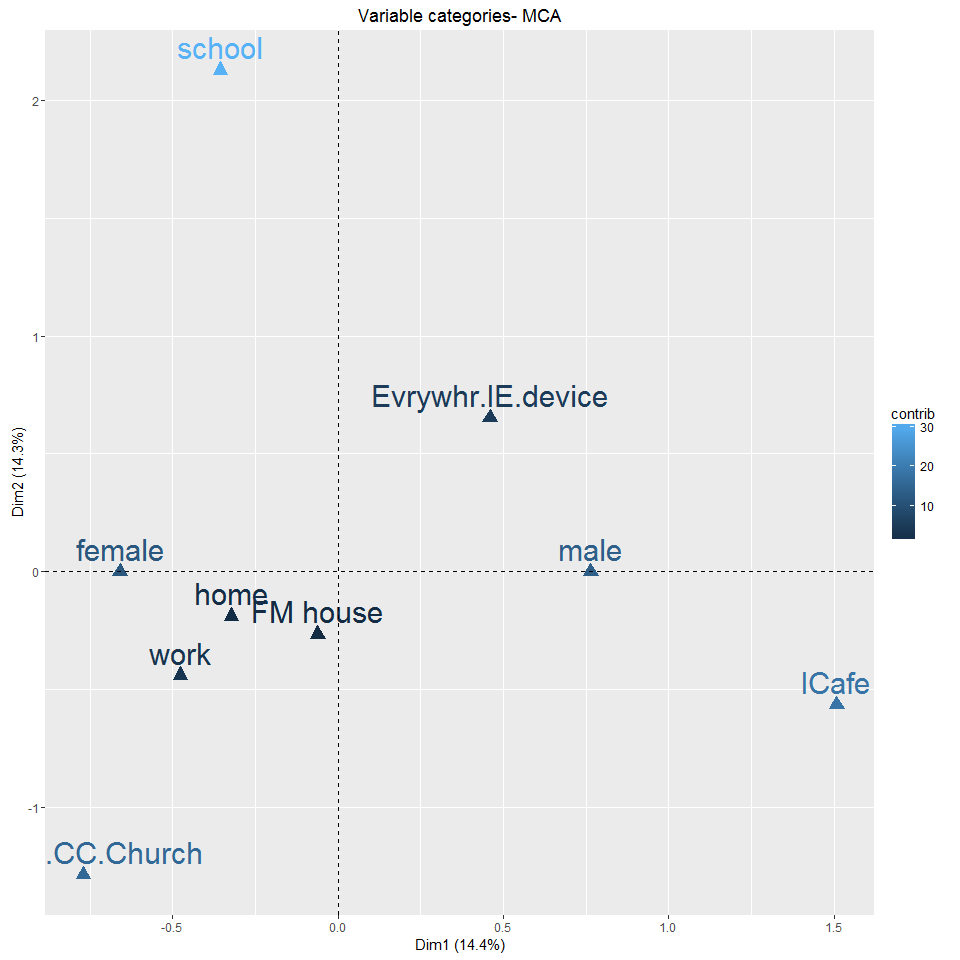 Variable categories- MCA
school
2
Evrywhr.IE.device
1
contrib
30
20
10
Dim2 (14.3%)
female
male
0
home
FM house
work
ICafe
-1
.CC.Church
-0.5
0.0
0.5
1.0
1.5
Dim1 (14.4%)